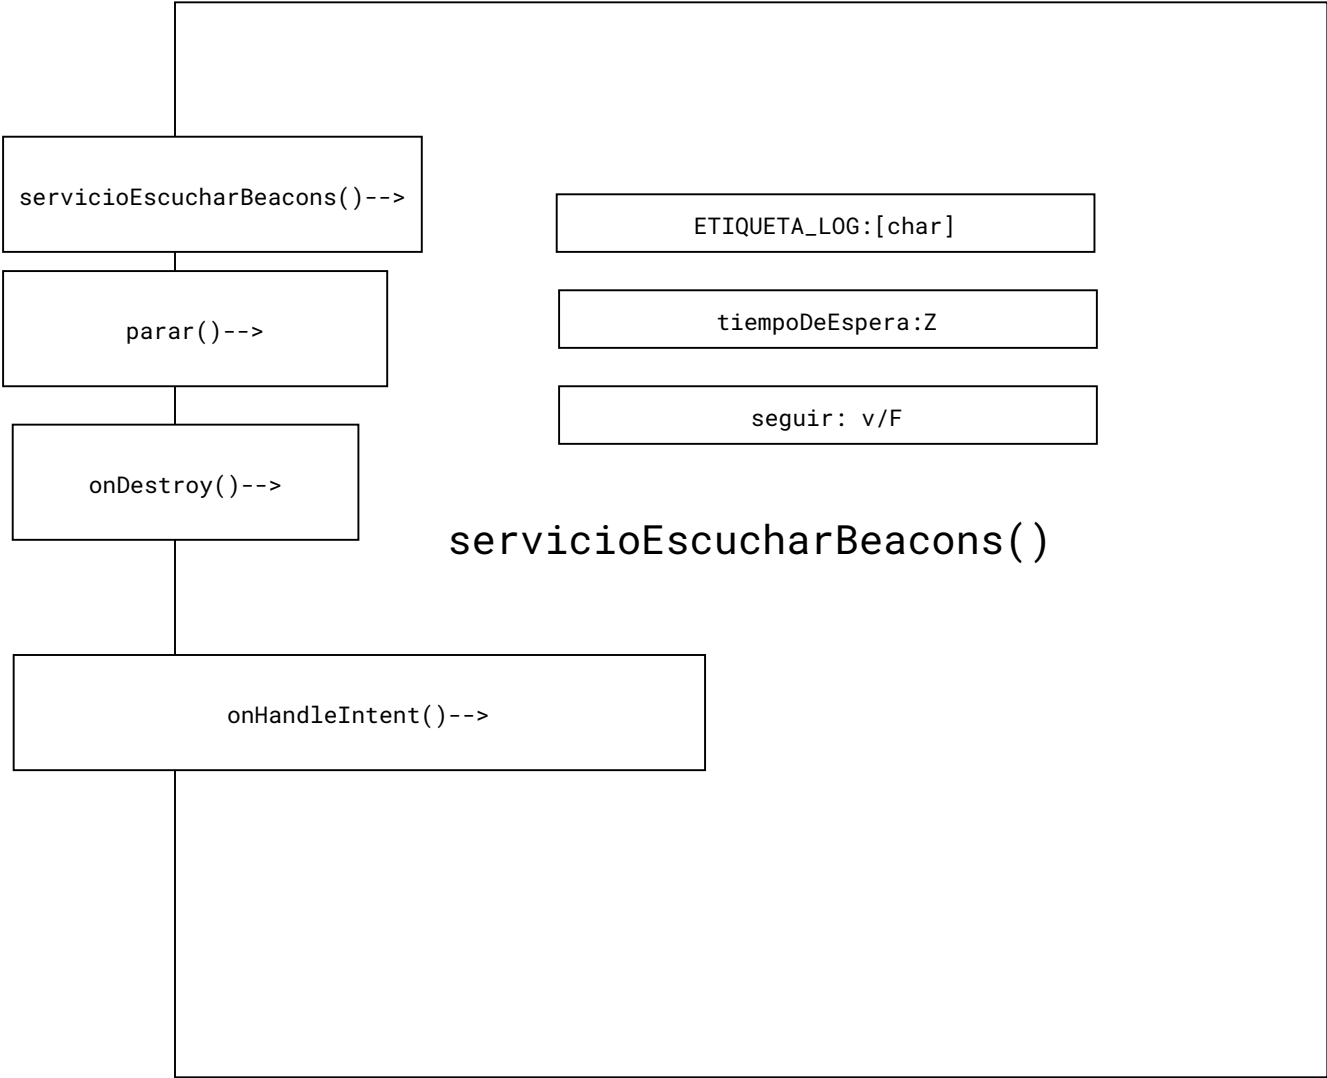 servicioEscucharBeacons()-->
ETIQUETA_LOG:[char]
parar()-->
tiempoDeEspera:Z
seguir: v/F
onDestroy()-->
servicioEscucharBeacons()
onHandleIntent()-->